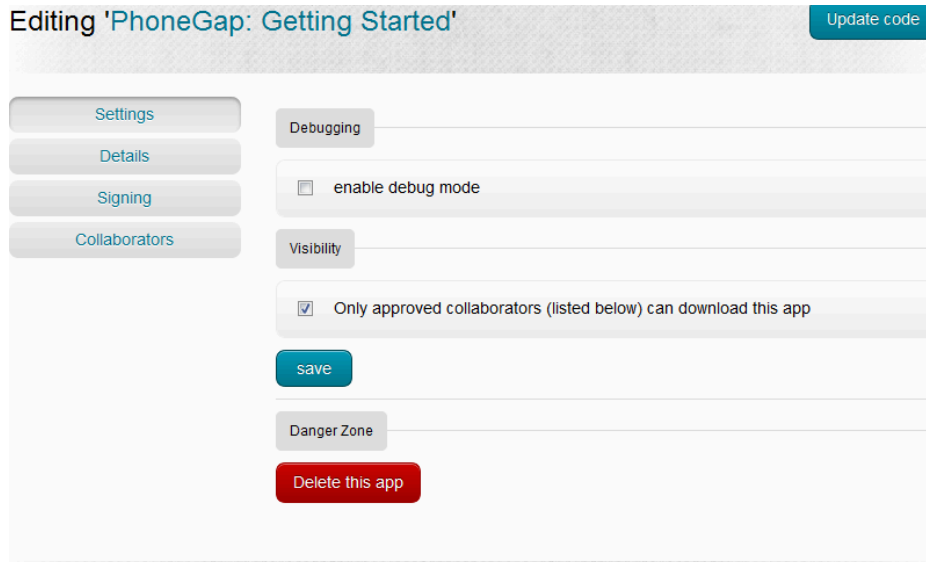 Editing 'PhoneGap: Getting Started'
Update code
Settings
Details
Signing
Collaborators
Debugging
enable debug mode
Visibility
Only approved collaborators (listed below) can download this app
save
Danger Zone
Delete this app